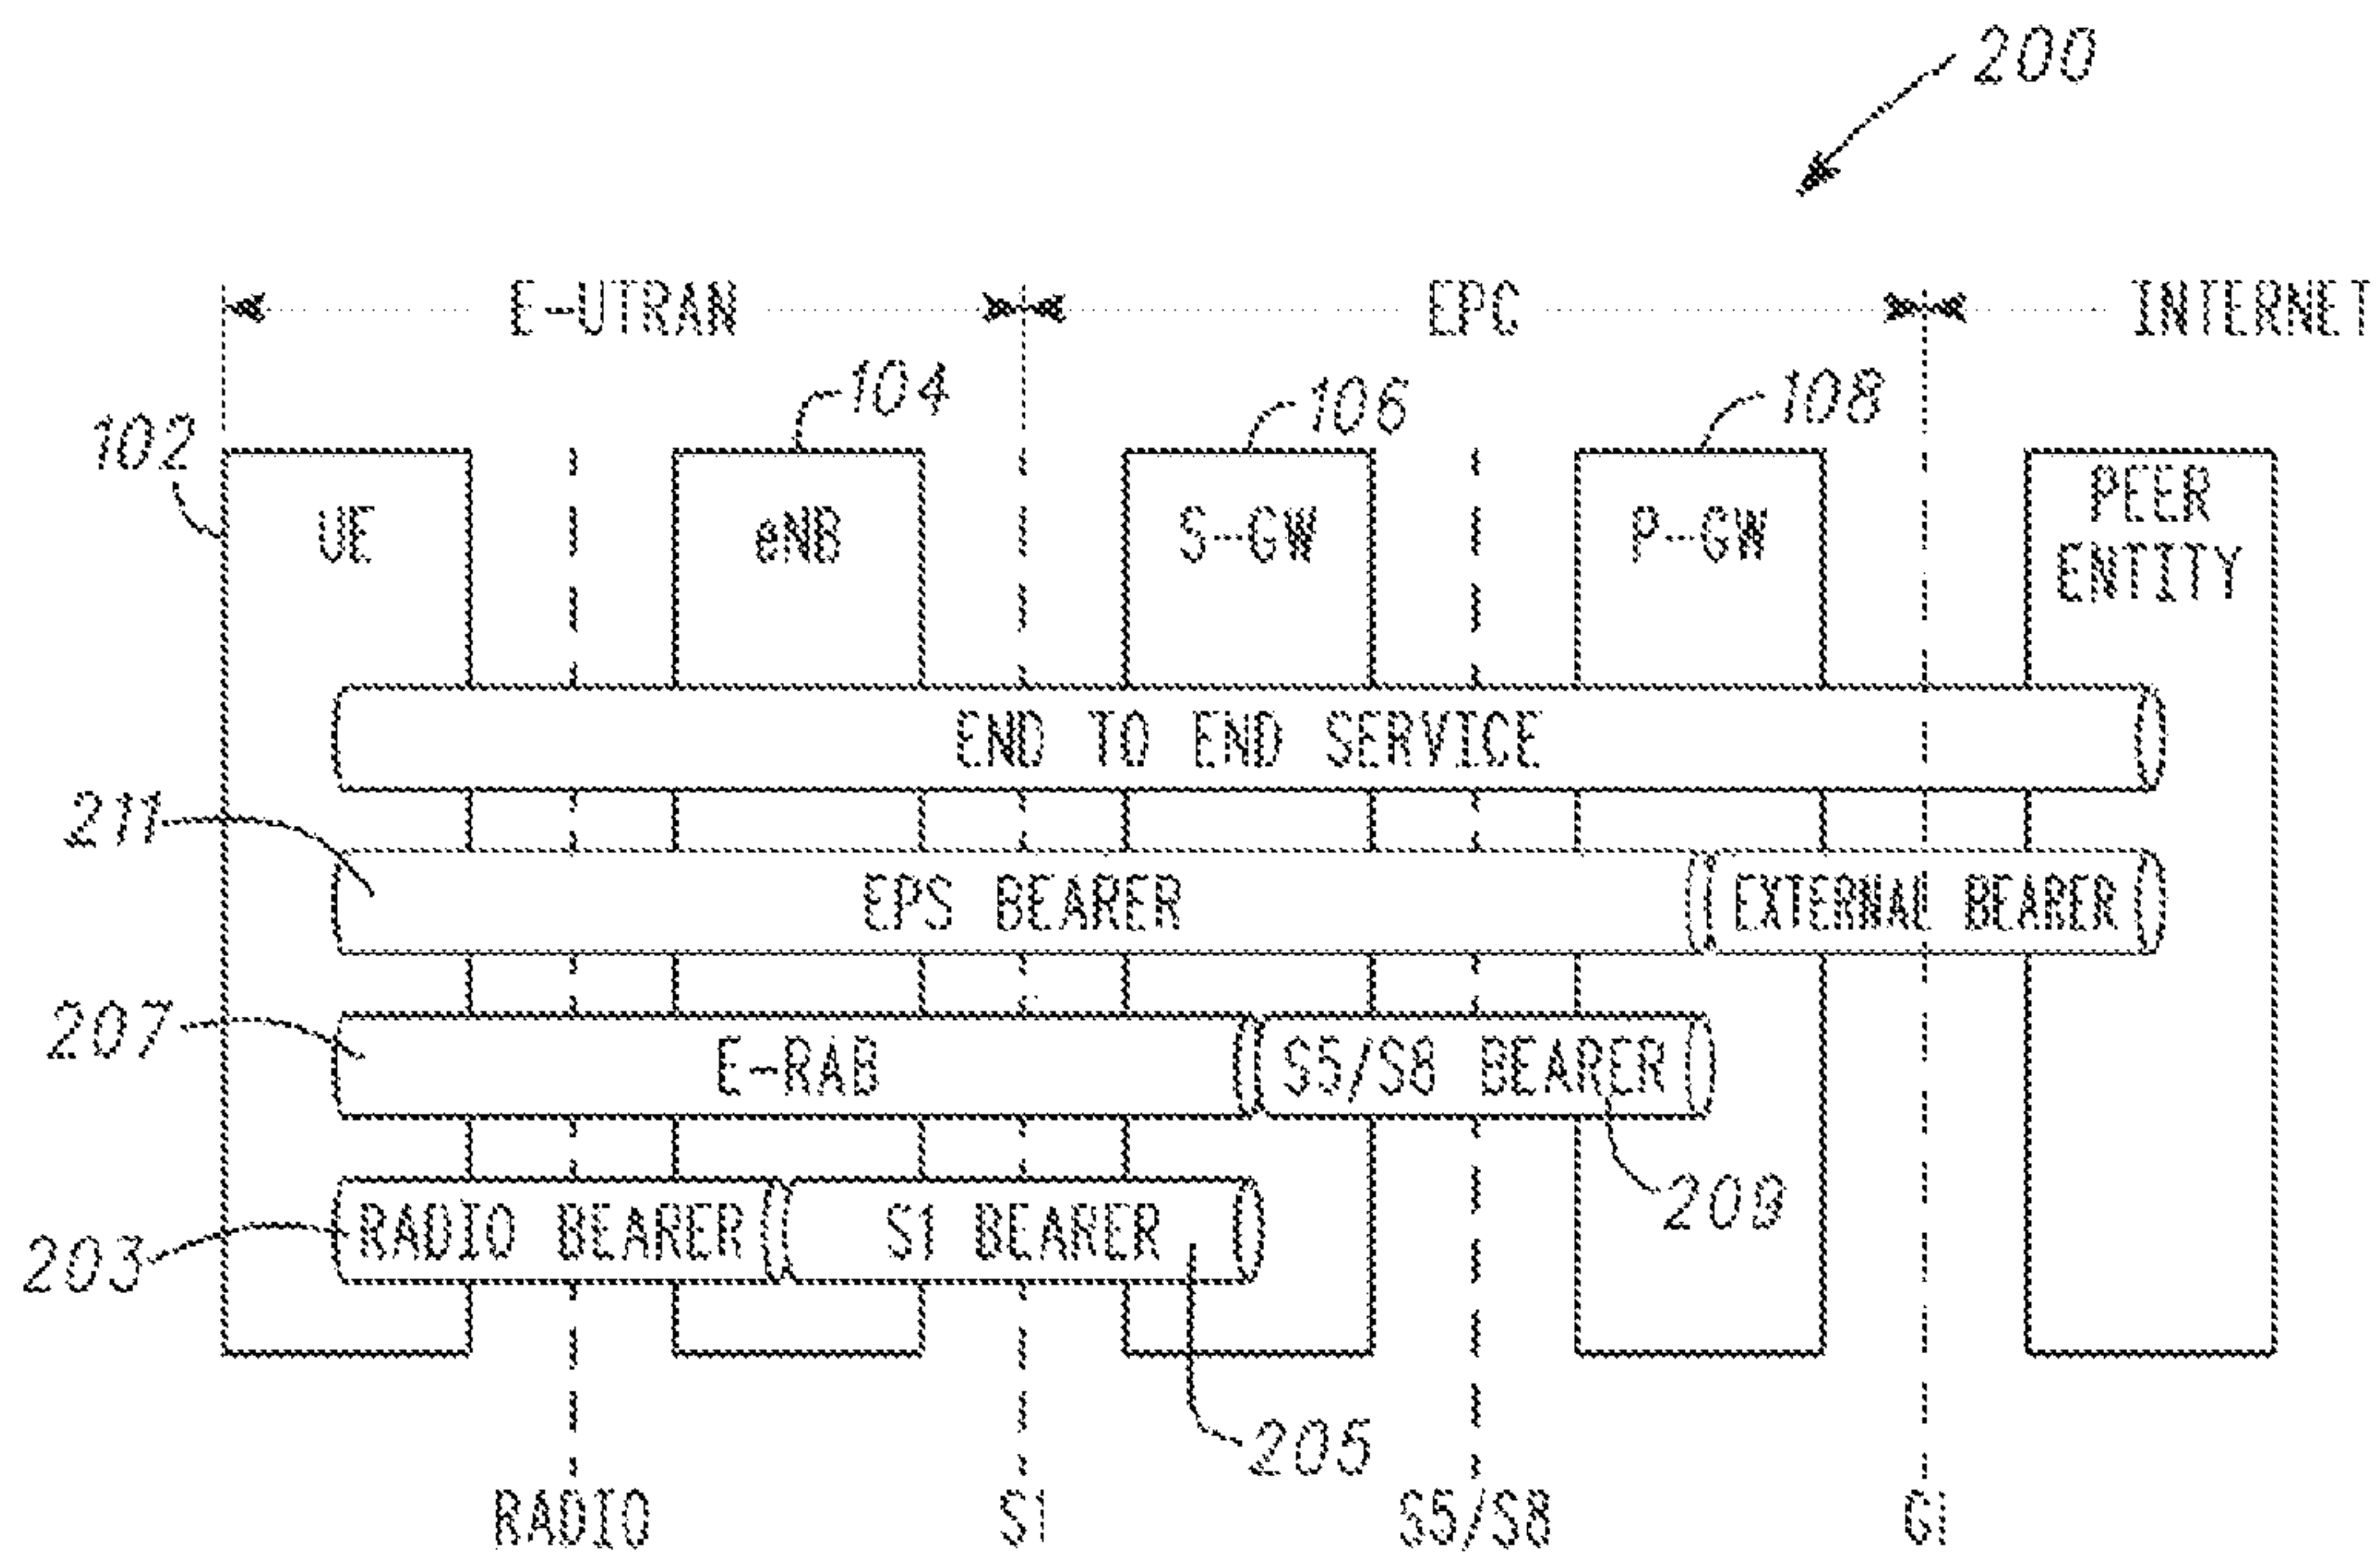 200
E-UTRAN EPC INTERNET
102 104 106 108
UE eNB S-GW P-GW PEER
ENTITY
END TO END SERVICE
211
EPS BEARER EXTERNAL BEARER
207
E-RAB S5/S8 BEARER
209
203
RADIO BEARER S1 BEARER
205
RADIO S1 S5/S8 Gi